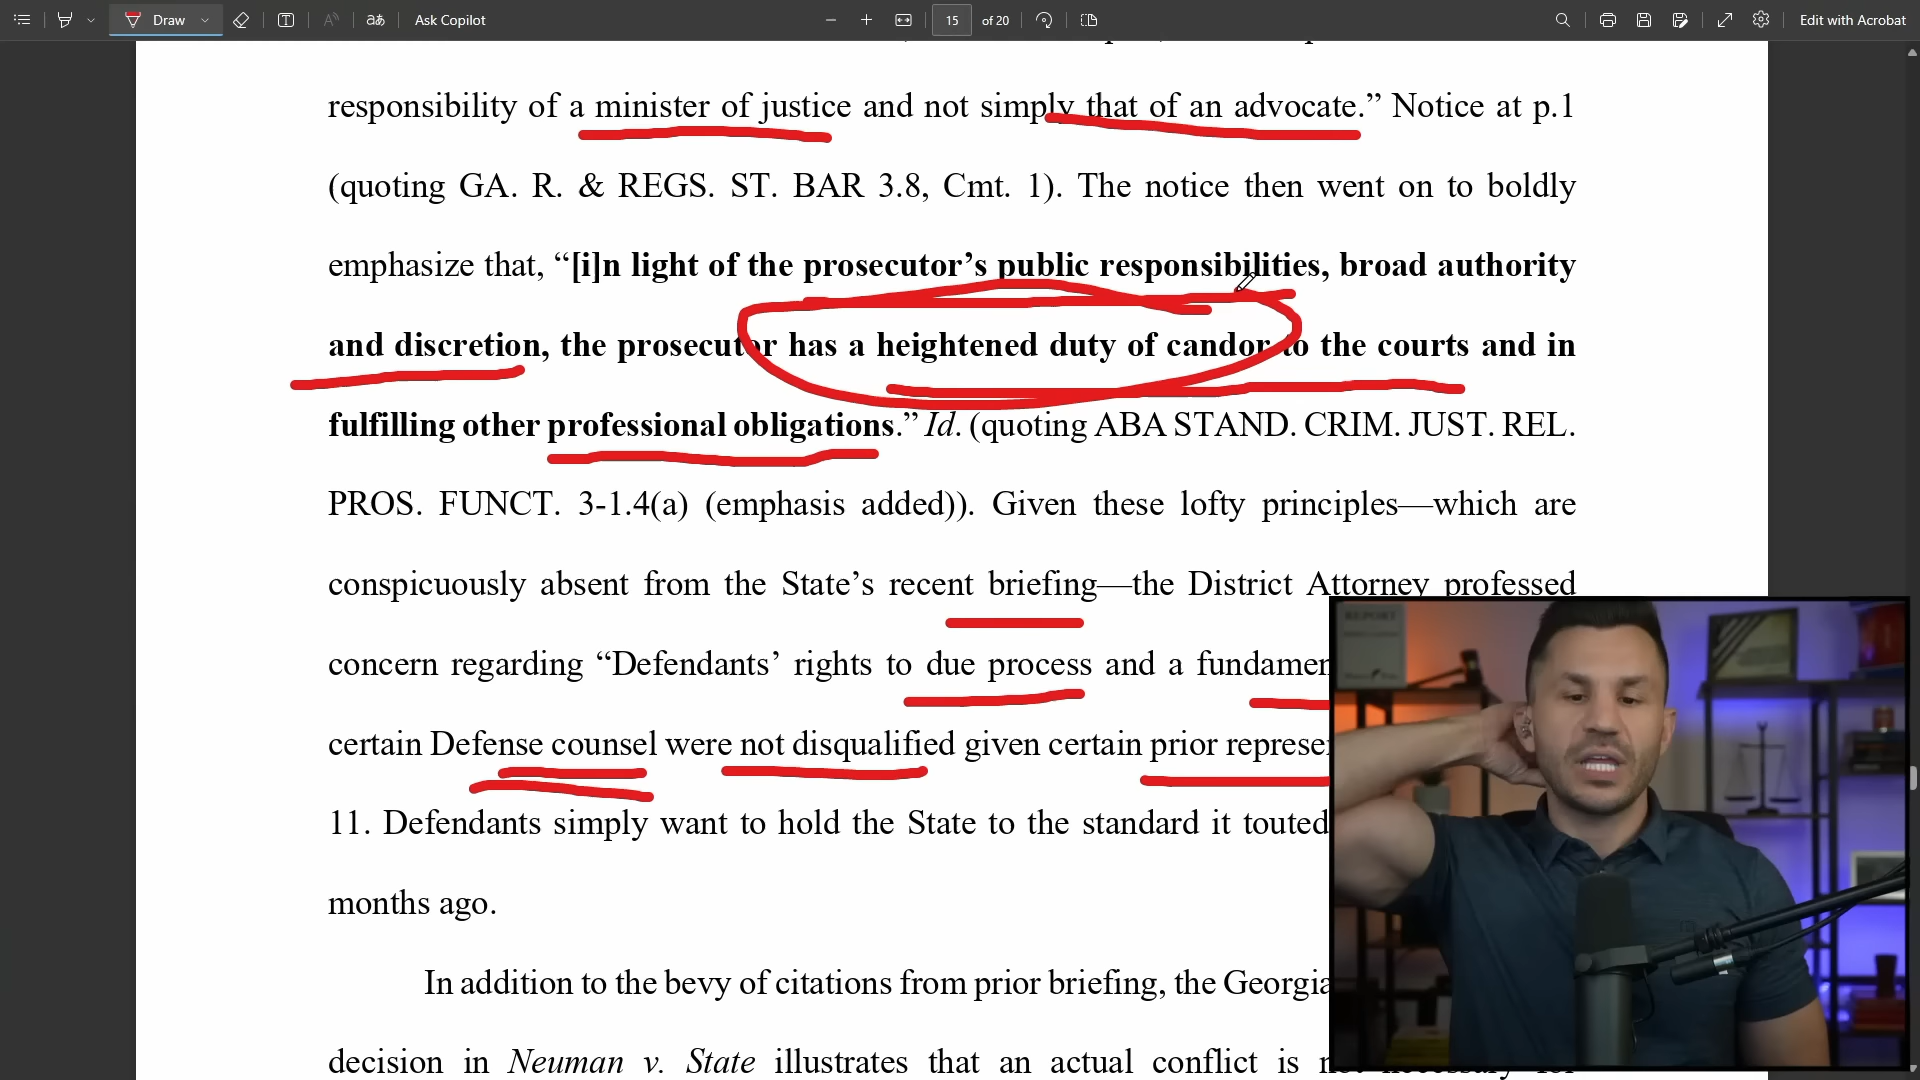 Draw
Ask Copilot
15 of 20
Edit with Acrobat
responsibility of a minister of justice and not simply that of an advocate.” Notice at p.1
(quoting GA. R. & REGS. ST. BAR 3.8, Cmt. 1). The notice then went on to boldly
emphasize that, “[i]n light of the prosecutor’s public responsibilities, broad authority
and discretion, the prosecutor has a heightened duty of candor to the courts and in
fulfilling other professional obligations.” Id. (quoting ABA STAND. CRIM. JUST. REL.
PROS. FUNCT. 3-1.4(a) (emphasis added)). Given these lofty principles—which are
conspicuously absent from the State’s recent briefing—the District Attorney professed
concern regarding “Defendants’ rights to due process and a fundamen
certain Defense counsel were not disqualified given certain prior represe
11. Defendants simply want to hold the State to the standard it touted
months ago.
In addition to the bevy of citations from prior briefing, the Georgia
decision in Neuman v. State illustrates that an actual conflict is
REPORT